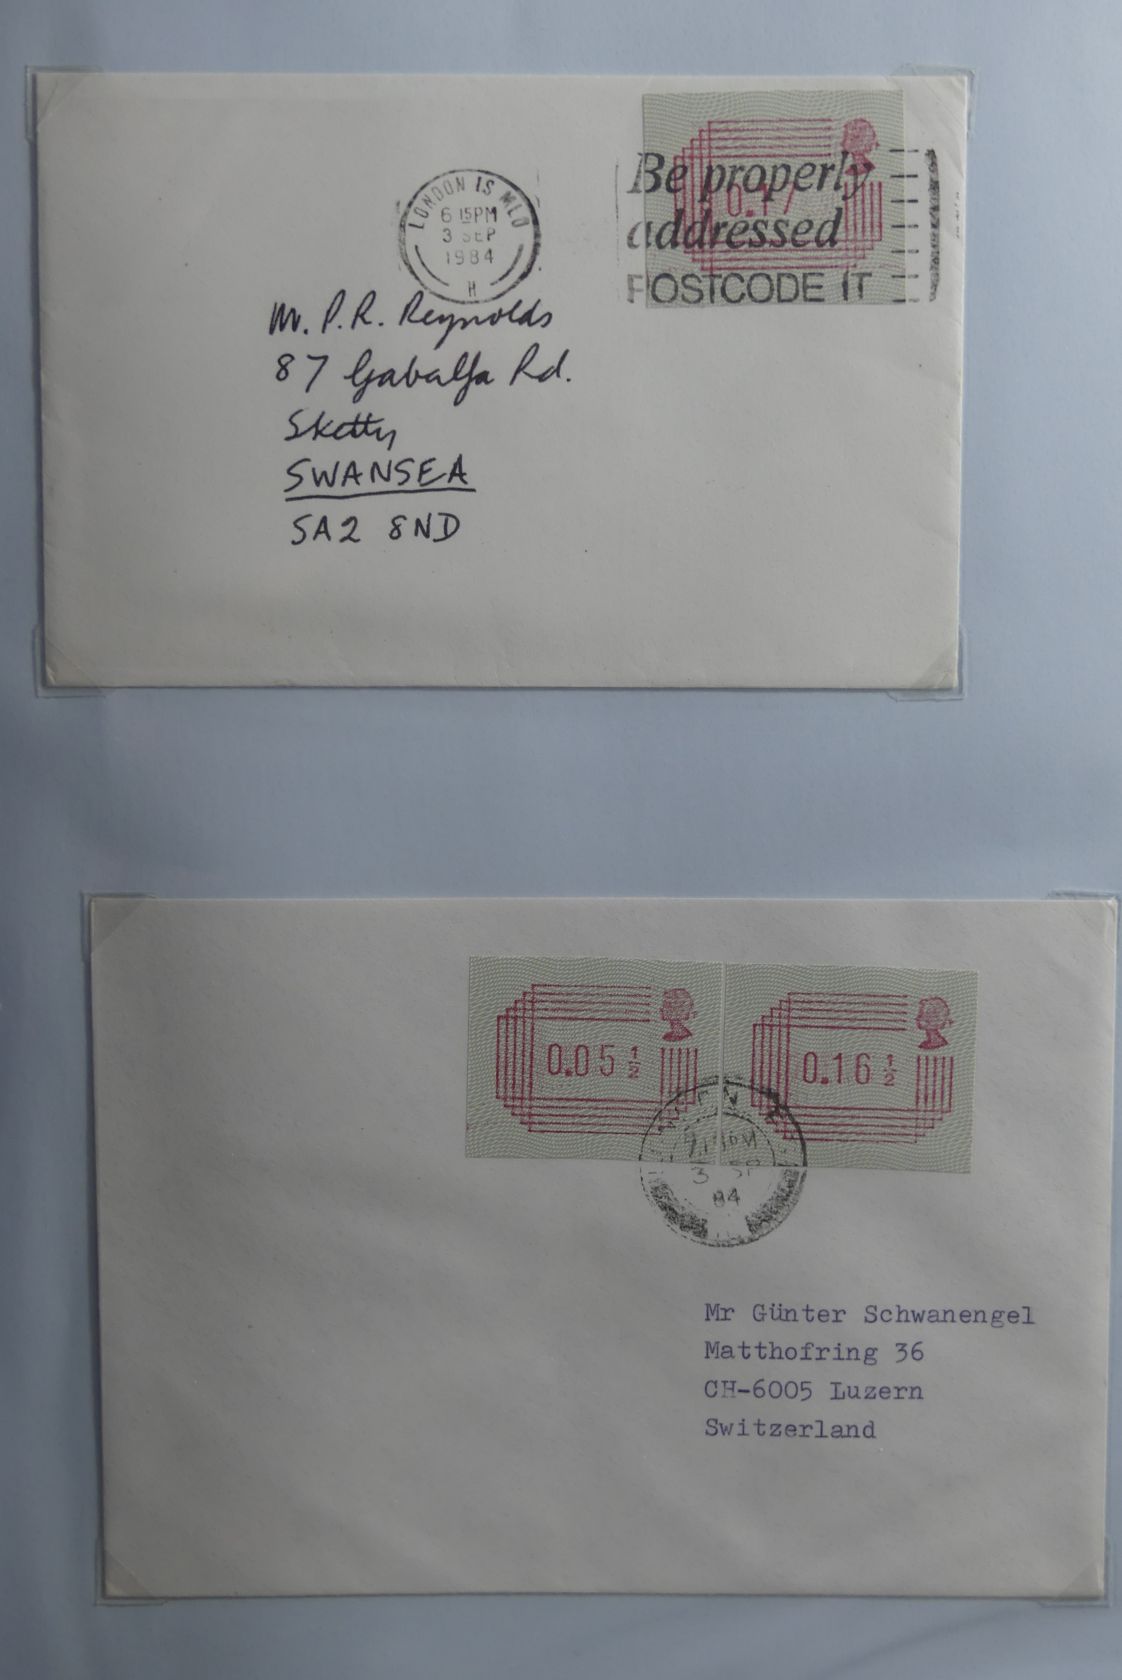 LONDON IS MLO
6 15PM
3 SEP
1984
H
0.17
Be properly
addressed
POSTCODE IT
Mr. P.R. Reynolds
87 Gabalfa Rd.
Sketty
SWANSEA
SA2 8ND
0.05½
0.16½
3 SP
84
Mr Günter Schwanengel
Matthofring 36
CH-6005 Luzern
Switzerland